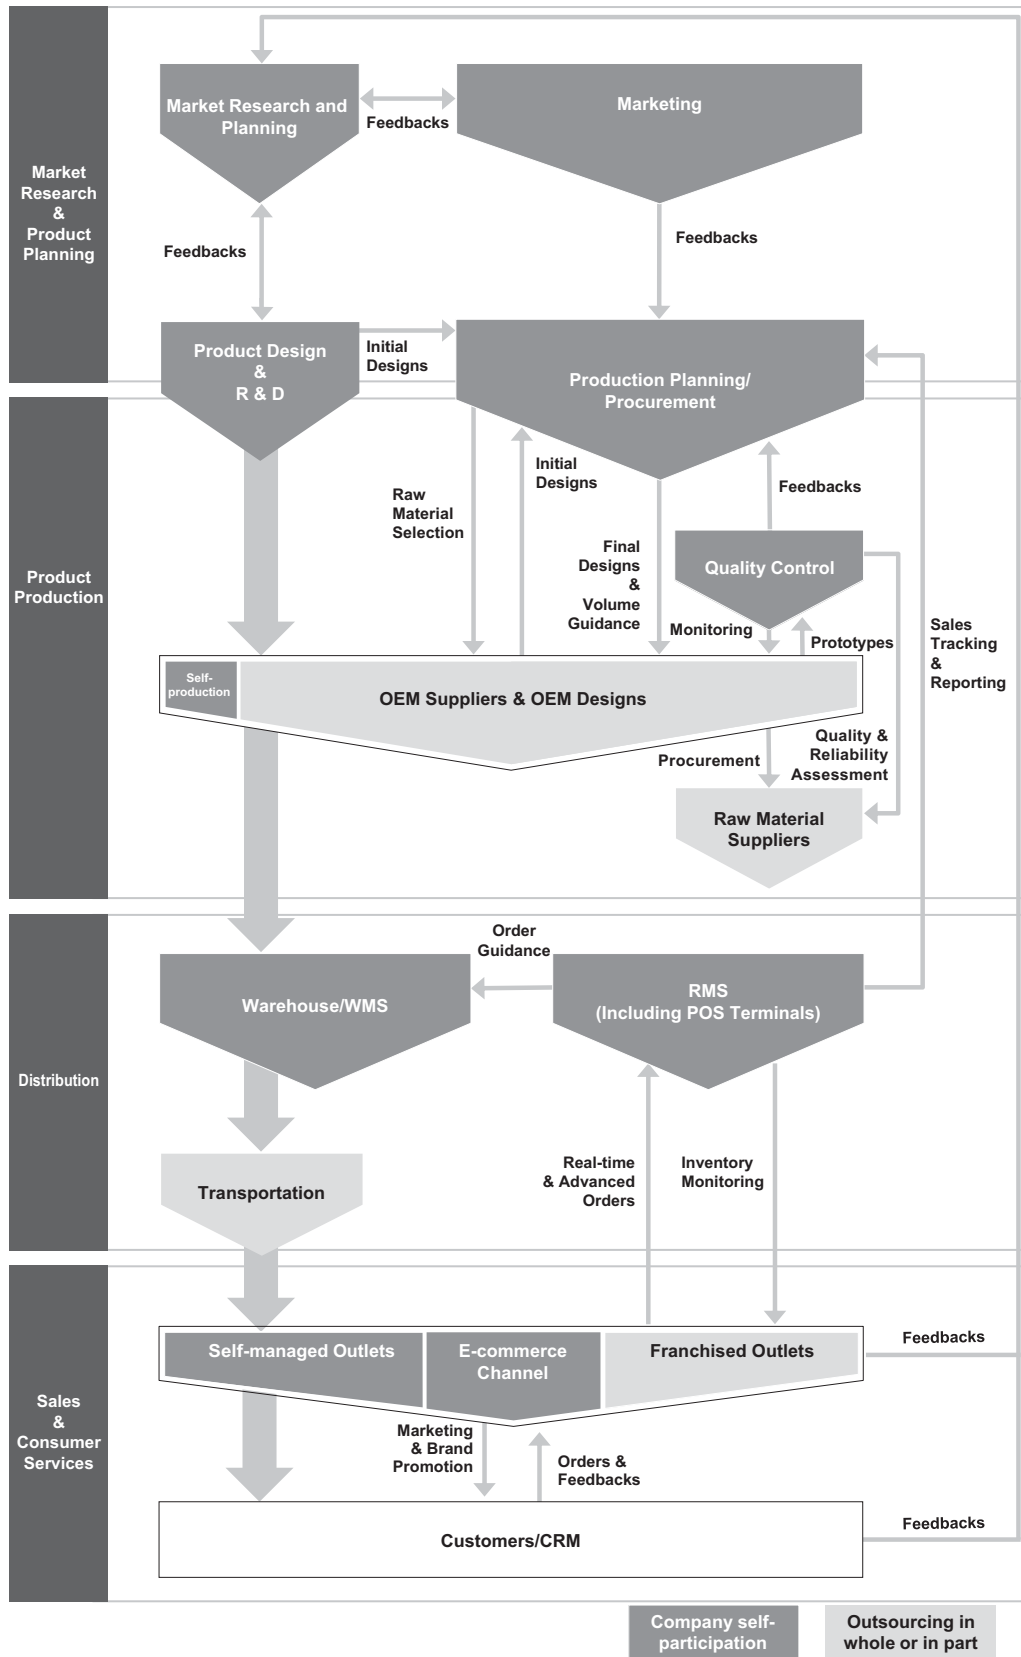 Market
Research
&
Product
Planning
Market Research and
Planning
Feedbacks
Marketing
Feedbacks
Feedbacks
Product Design
&
R & D
Initial
Designs
Production Planning/
Procurement
Product
Production
Raw
Material
Selection
Initial
Designs
Final
Designs
&
Volume
Guidance
Feedbacks
Quality Control
Monitoring
Prototypes
Sales
Tracking
&
Reporting
Self-
production
OEM Suppliers & OEM Designs
Procurement
Quality &
Reliability
Assessment
Raw Material
Suppliers
Distribution
Order
Guidance
Warehouse/WMS
RMS
(Including POS Terminals)
Real-time
& Advanced
Orders
Inventory
Monitoring
Transportation
Sales
&
Consumer
Services
Self-managed Outlets
E-commerce
Channel
Franchised Outlets
Feedbacks
Marketing
& Brand
Promotion
Orders &
Feedbacks
Customers/CRM
Feedbacks
Company self-
participation
Outsourcing in
whole or in part